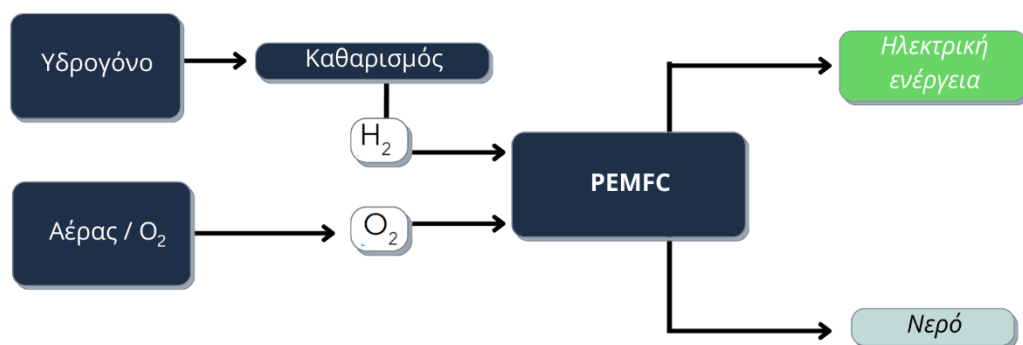 Υδρογόνο
Καθαρισμός
H₂
Αέρας / O₂
O₂
PEMFC
Ηλεκτρική
ενέργεια
Νερό